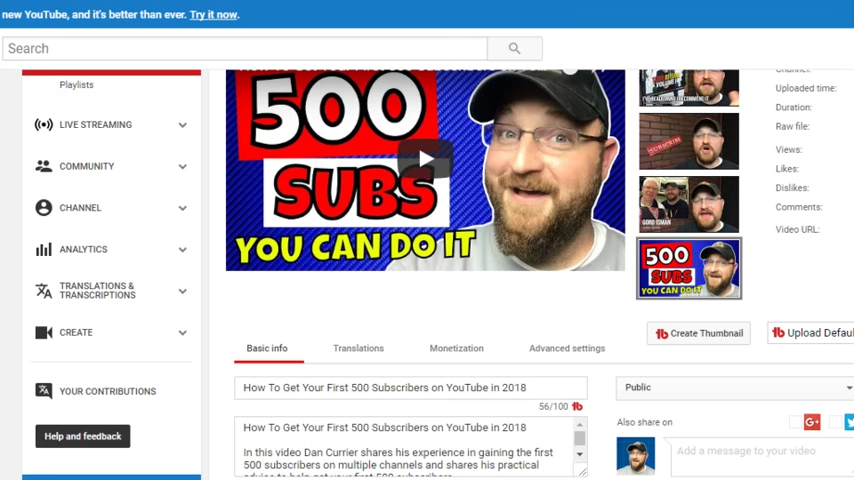 new YouTube, and it's better than ever. Try it now.
Search
Playlists
LIVE STREAMING
COMMUNITY
CHANNEL
ANALYTICS
TRANSLATIONS &
TRANSCRIPTIONS
CREATE
YOUR CONTRIBUTIONS
Help and feedback
500
SUBS
YOU CAN DO IT
SUBSCRIBE
GORD ISMAN
500
SUBS
YOU CAN DO IT
Uploaded time:
Duration:
Raw file:
Views:
Likes:
Dislikes:
Comments:
Video URL:
Create Thumbnail
Upload Defau
Basic info
Translations
Monetization
Advanced settings
How To Get Your First 500 Subscribers on YouTube in 2018
56/100
How To Get Your First 500 Subscribers on YouTube in 2018
In this video Dan Currier shares his experience in gaining the first
500 subscribers on multiple channels and shares his practical
Public
Also share on
G+
Add a message to your video